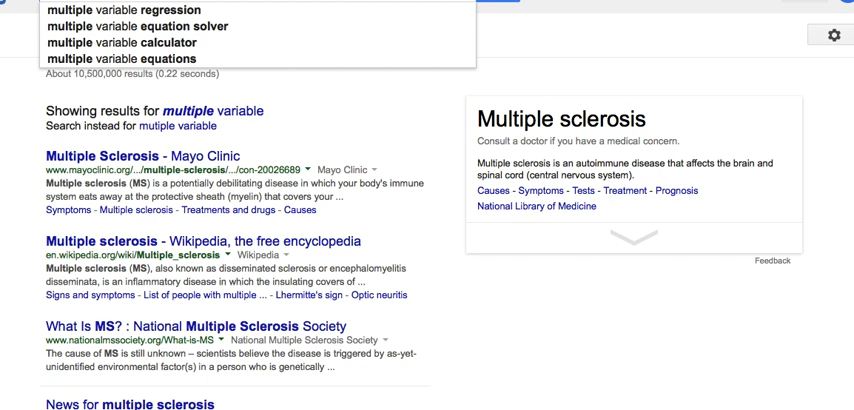 multiple variable regression
multiple variable equation solver
multiple variable calculator
multiple variable equations
About 10,500,000 results (0.22 seconds)
Showing results for multiple variable
Search instead for mutiple variable
Multiple Sclerosis - Mayo Clinic
www.mayoclinic.org/.../multiple-sclerosis/.../con-20026689 Mayo Clinic
Multiple sclerosis (MS) is a potentially debilitating disease in which your body's immune
system eats away at the protective sheath (myelin) that covers your ...
Symptoms - Multiple sclerosis - Treatments and drugs - Causes
Multiple sclerosis - Wikipedia, the free encyclopedia
en.wikipedia.org/wiki/Multiple_sclerosis Wikipedia
Multiple sclerosis (MS), also known as disseminated sclerosis or encephalomyelitis
disseminata, is an inflammatory disease in which the insulating covers of ...
Signs and symptoms - List of people with multiple ... - Lhermitte's sign - Optic neuritis
What Is MS? : National Multiple Sclerosis Society
www.nationalmssociety.org/What-is-MS National Multiple Sclerosis Society
The cause of MS is still unknown – scientists believe the disease is triggered by as-yet-
unidentified environmental factor(s) in a person who is genetically ...
News for multiple sclerosis
Multiple sclerosis
Consult a doctor if you have a medical concern.
Multiple sclerosis is an autoimmune disease that affects the brain and
spinal cord (central nervous system).
Causes - Symptoms - Tests - Treatment - Prognosis
National Library of Medicine
Feedback